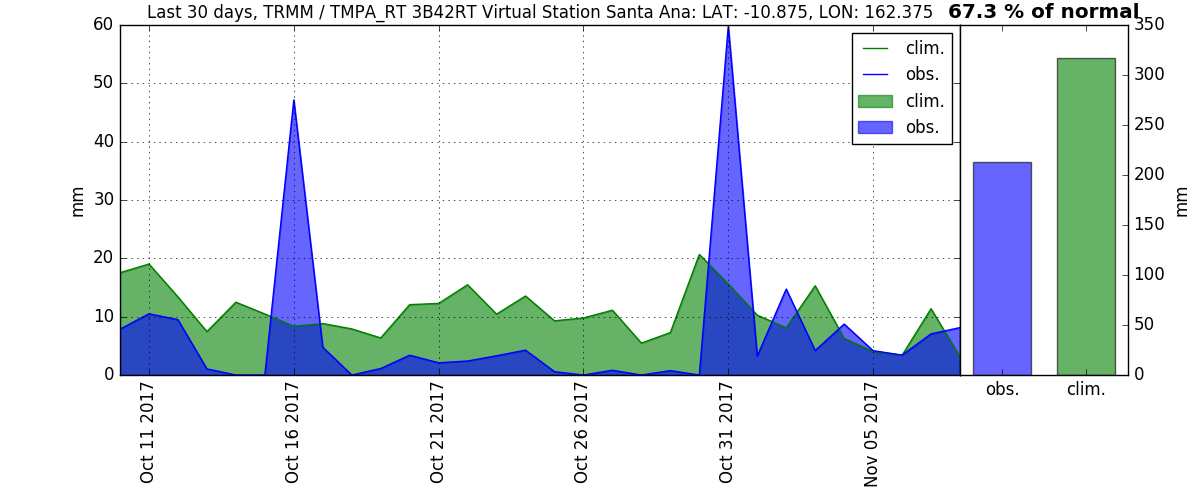 Last 30 days, TRMM / TMPA_RT 3B42RT Virtual Station Santa Ana: LAT: -10.875, LON: 162.375
67.3 % of normal
60
50
40
30
20
10
0
mm
clim.
obs.
clim.
obs.
Oct 11 2017
Oct 16 2017
Oct 21 2017
Oct 26 2017
Oct 31 2017
Nov 05 2017
350
300
250
200
150
100
50
0
mm
obs.
clim.